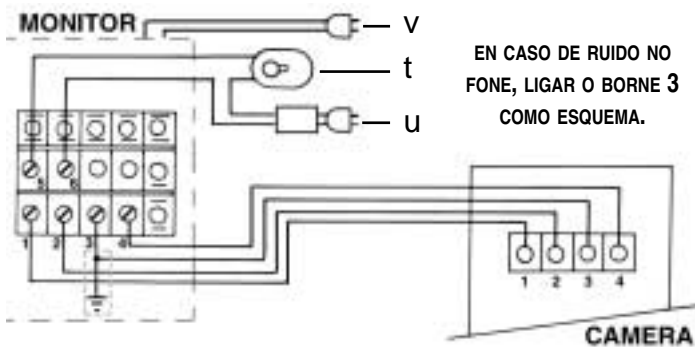 MONITOR
v
t
u
EN CASO DE RUIDO NO
FONE, LIGAR O BORNE 3
COMO ESQUEMA.
5 6
1 2 3 4
1 2 3 4
CAMERA